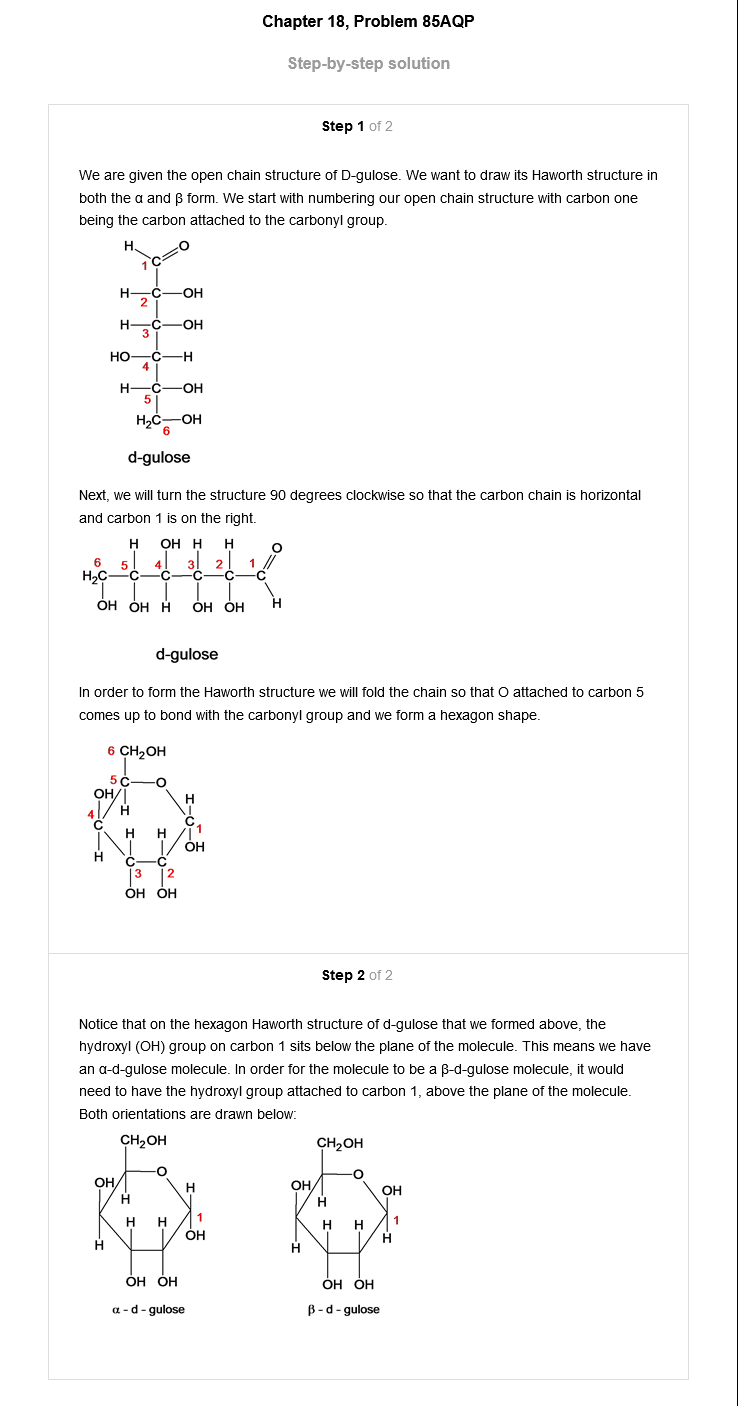 Chapter 18, Problem 85AQP
Step-by-step solution
Step 1 of 2
We are given the open chain structure of D-gulose. We want to draw its Haworth structure in
both the α and β form. We start with numbering our open chain structure with carbon one
being the carbon attached to the carbonyl group.
H O
1 C
H C OH
2
H C OH
3
HO C H
4
H C OH
5
H₂C OH
6
d-gulose
Next, we will turn the structure 90 degrees clockwise so that the carbon chain is horizontal
and carbon 1 is on the right.
H OH H H O
6 5 4 3 2 1
H₂C C C C C C
OH OH H OH OH H
d-gulose
In order to form the Haworth structure we will fold the chain so that O attached to carbon 5
comes up to bond with the carbonyl group and we form a hexagon shape.
6 CH₂OH
5 C O
OH H
H
4 C C 1
H H OH
H
C C
3 2
OH OH
Step 2 of 2
Notice that on the hexagon Haworth structure of d-gulose that we formed above, the
hydroxyl (OH) group on carbon 1 sits below the plane of the molecule. This means we have
an α-d-gulose molecule. In order for the molecule to be a β-d-gulose molecule, it would
need to have the hydroxyl group attached to carbon 1, above the plane of the molecule.
Both orientations are drawn below:
CH₂OH CH₂OH
O O
OH H OH OH
H H
H H 1 H H 1
H OH H H
OH OH OH OH
α - d - gulose β - d - gulose